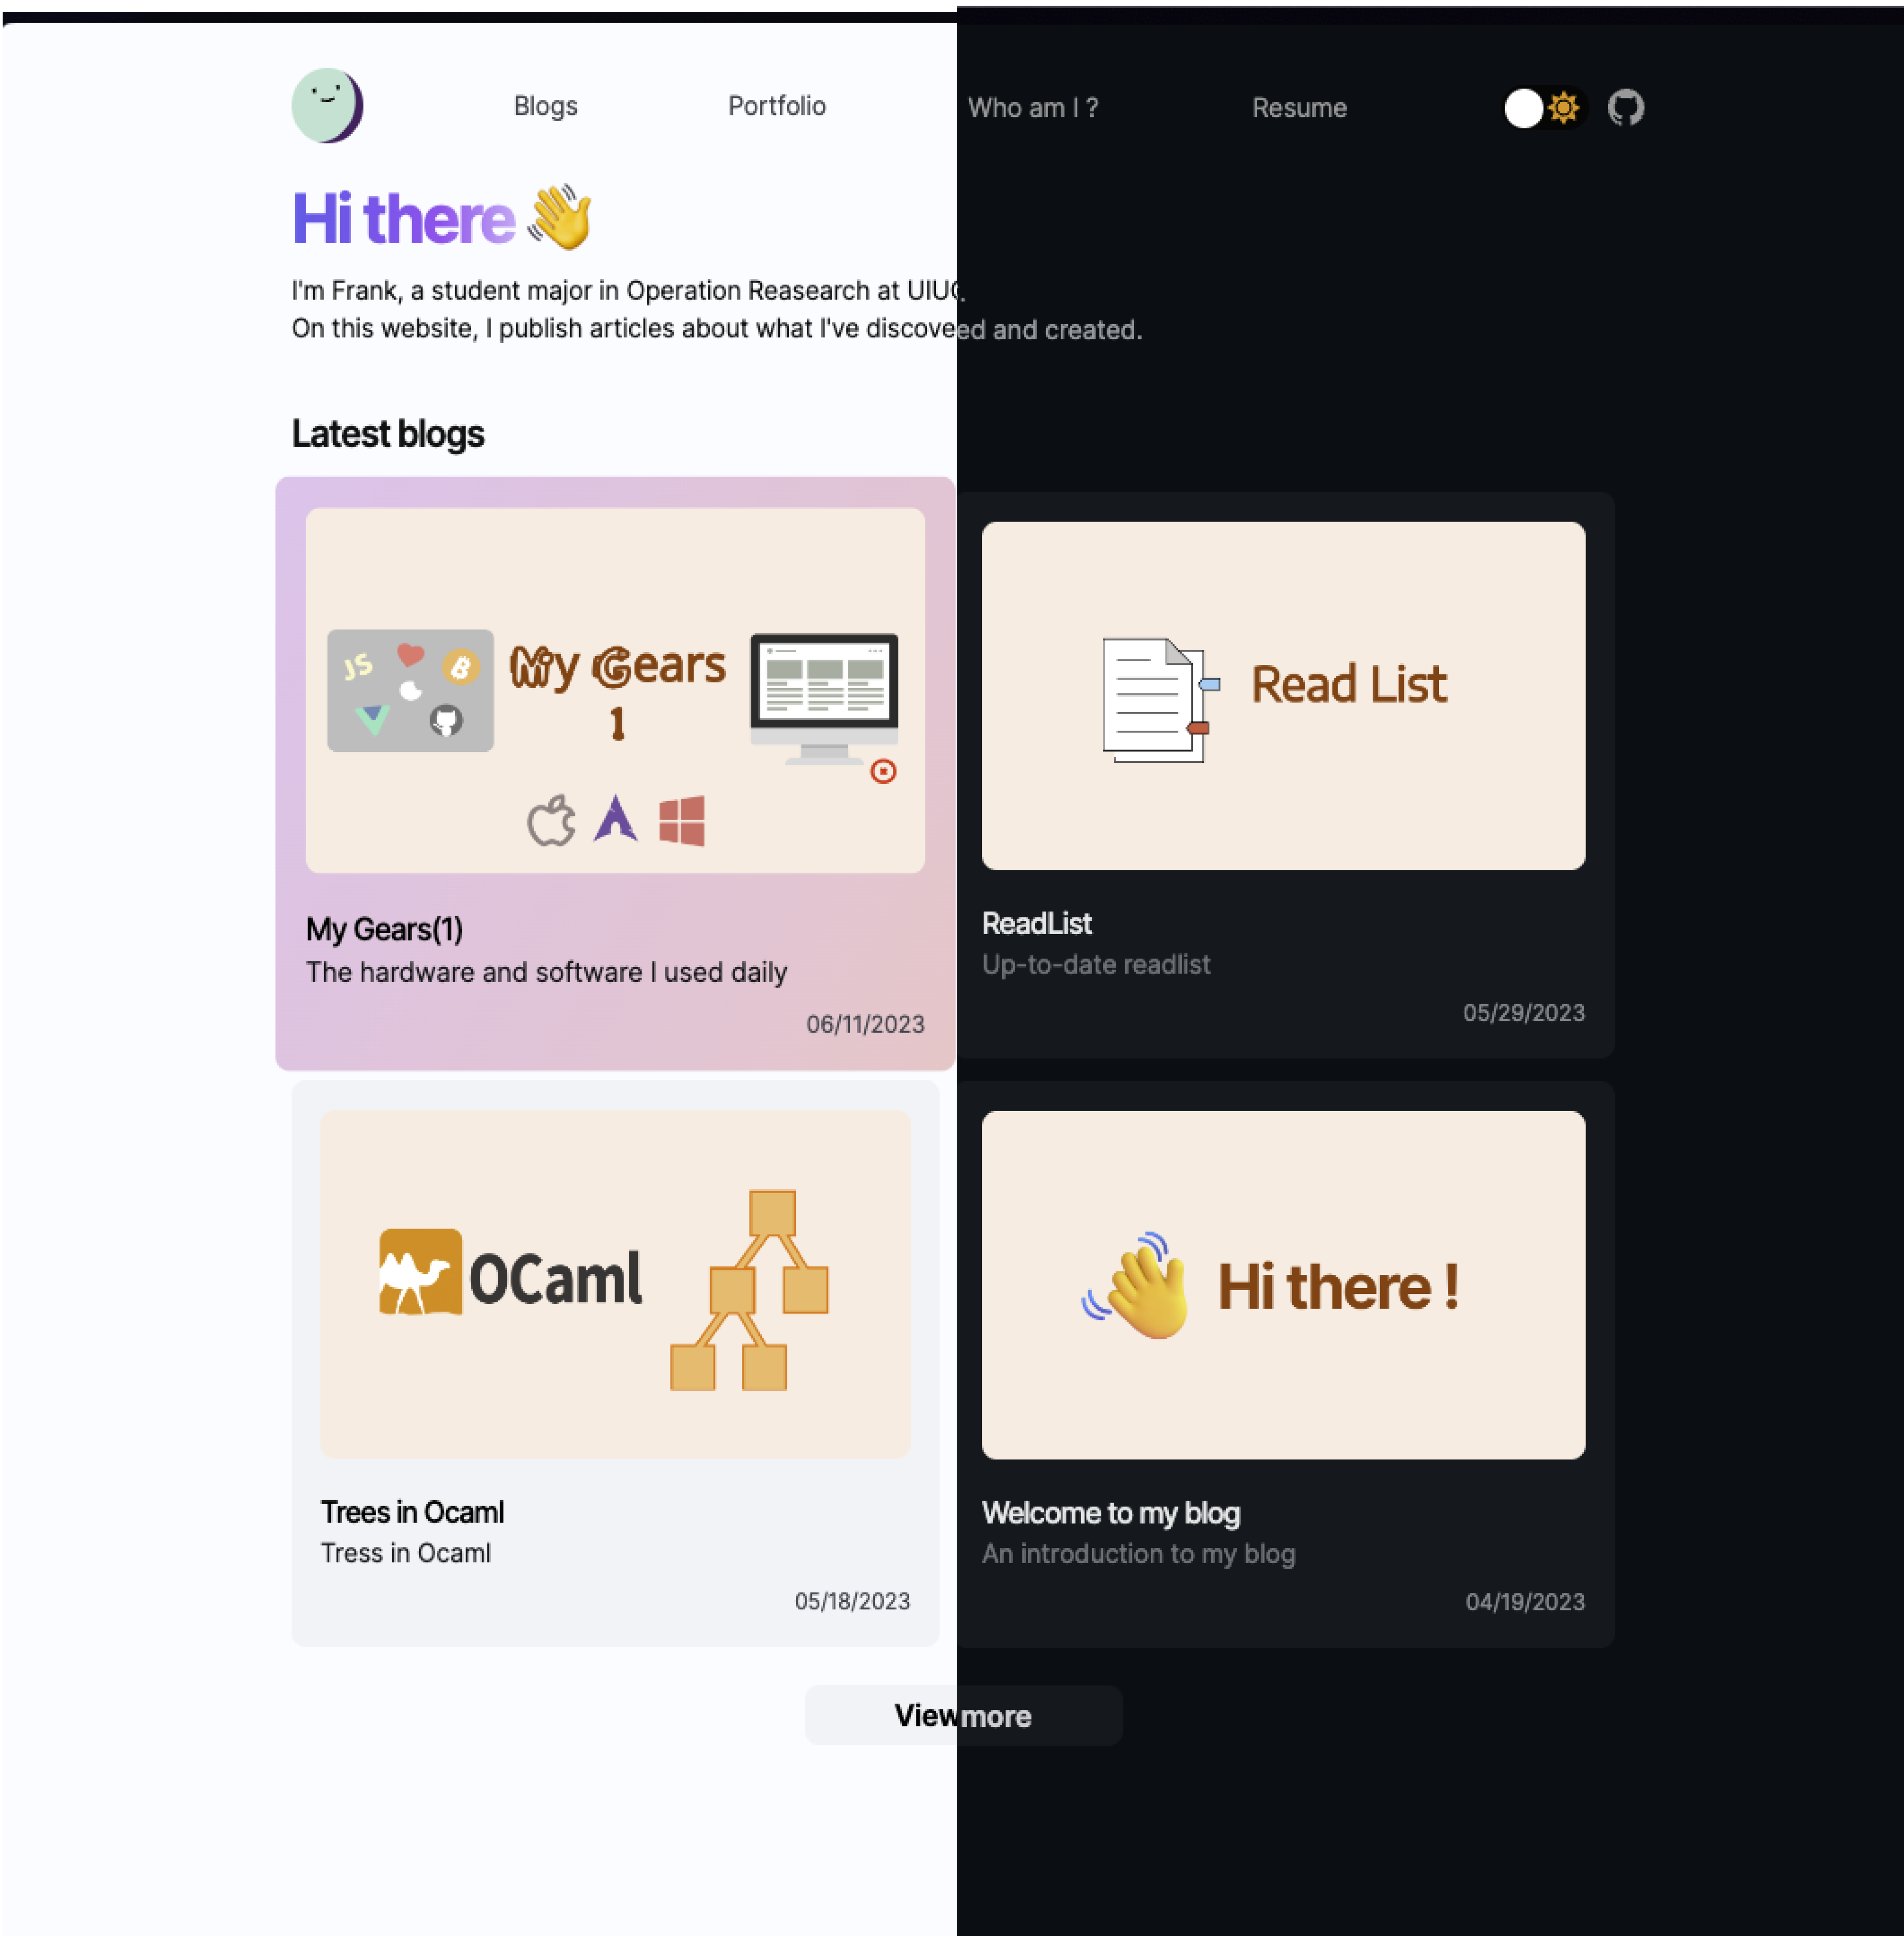 Blogs Portfolio Who am I ? Resume
Hi there
I'm Frank, a student major in Operation Reasearch at UIUC.
On this website, I publish articles about what I've discoveed and created.
Latest blogs
JS
My Gears
1
My Gears(1)
The hardware and software I used daily
06/11/2023
Read List
ReadList
Up-to-date readlist
05/29/2023
OCaml
Trees in Ocaml
Tress in Ocaml
05/18/2023
Hi there !
Welcome to my blog
An introduction to my blog
04/19/2023
View more